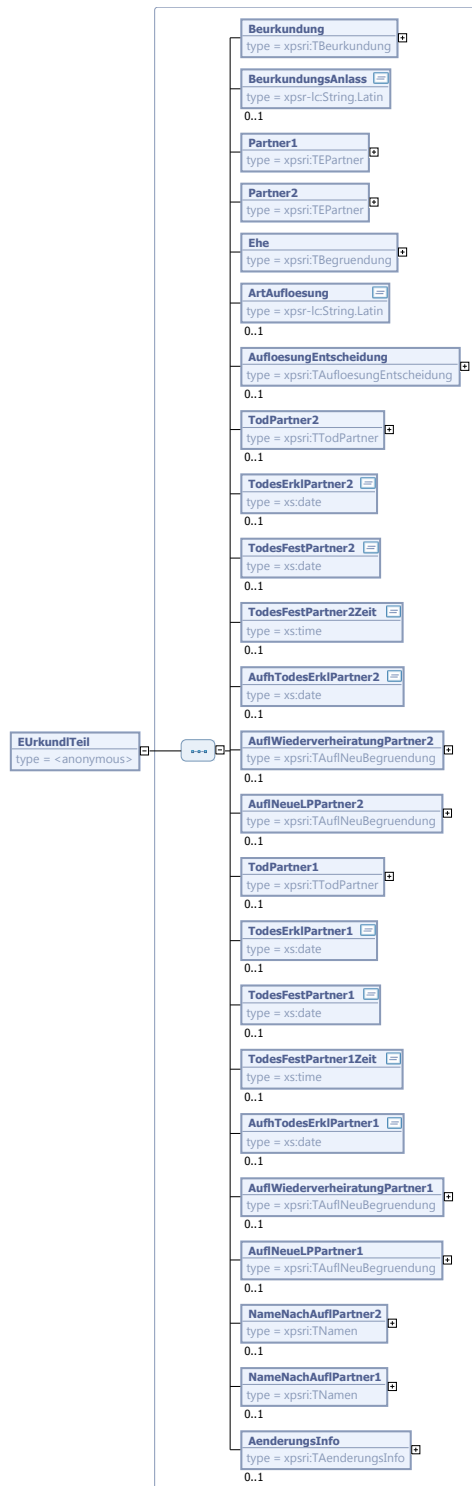 Beurkundung
type = xpsri:TBeurkundung
BeurkundungsAnlass
type = xpsr-lc:String.Latin
0..1
Partner1
type = xpsri:TEPartner
Partner2
type = xpsri:TEPartner
Ehe
type = xpsri:TBegruendung
ArtAufloesung
type = xpsr-lc:String.Latin
0..1
AufloesungEntscheidung
type = xpsri:TAufloesungEntscheidung
0..1
TodPartner2
type = xpsri:TTodPartner
0..1
TodesErklPartner2
type = xs:date
0..1
TodesFestPartner2
type = xs:date
0..1
TodesFestPartner2Zeit
type = xs:time
0..1
AufhTodesErklPartner2
type = xs:date
0..1
EUrkundlTeil
type = <anonymous>
AuflWiederverheiratungPartner2
type = xpsri:TAuflNeuBegruendung
0..1
AuflNeueLPPartner2
type = xpsri:TAuflNeuBegruendung
0..1
TodPartner1
type = xpsri:TTodPartner
0..1
TodesErklPartner1
type = xs:date
0..1
TodesFestPartner1
type = xs:date
0..1
TodesFestPartner1Zeit
type = xs:time
0..1
AufhTodesErklPartner1
type = xs:date
0..1
AuflWiederverheiratungPartner1
type = xpsri:TAuflNeuBegruendung
0..1
AuflNeueLPPartner1
type = xpsri:TAuflNeuBegruendung
0..1
NameNachAuflPartner2
type = xpsri:TNamen
0..1
NameNachAuflPartner1
type = xpsri:TNamen
0..1
AenderungsInfo
type = xpsri:TAenderungsInfo
0..1